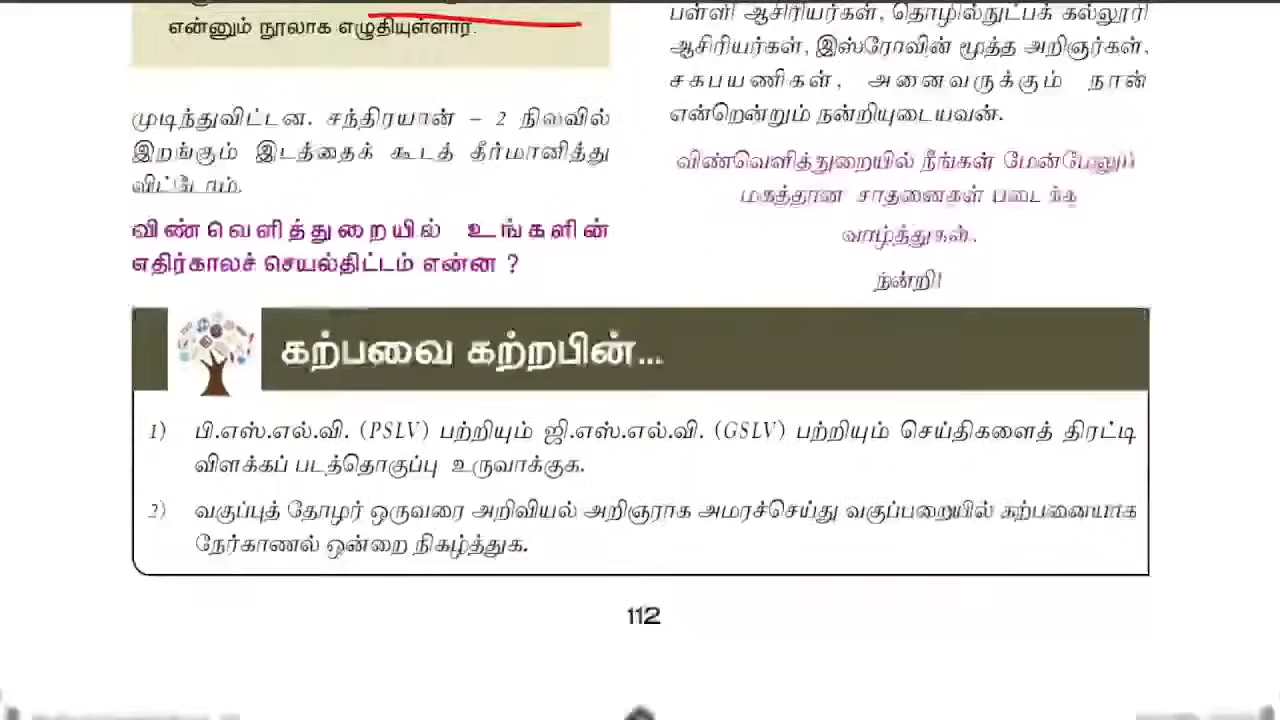 என்னும் நூலாக எழுதியுள்ளார்.
முடிந்துவிட்டன. சந்திரயான் – 2 நிலவில்
இறங்கும் இடத்தைக் கூடத் தீர்மானித்து
விட்டோம்.
விண்வெளித்துறையில் உங்களின்
எதிர்காலச் செயல்திட்டம் என்ன ?
பள்ளி ஆசிரியர்கள், தொழில்நுட்பக் கல்லூரி
ஆசிரியர்கள், இஸ்ரோவின் மூத்த அறிஞர்கள்,
சகபயணிகள், அனைவருக்கும் நான்
என்றென்றும் நன்றியுடையவன்.
விண்வெளித்துறையில் நீங்கள் மேன்மேலும்
மகத்தான சாதனைகள் படைக்க
வாழ்த்துகள்.
நன்றி!
கற்பவை கற்றபின்...
1) பி.எஸ்.எல்.வி. (PSLV) பற்றியும் ஜி.எஸ்.எல்.வி. (GSLV) பற்றியும் செய்திகளைத் திரட்டி
விளக்கப் படத்தொகுப்பு உருவாக்குக.
2) வகுப்புத் தோழர் ஒருவரை அறிவியல் அறிஞராக அமரச்செய்து வகுப்பறையில் கற்பனையாக
நேர்காணல் ஒன்றை நிகழ்த்துக.
112